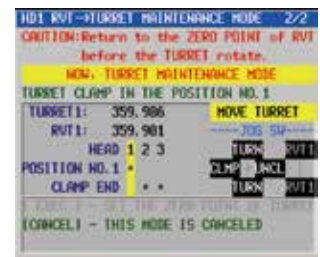 HD1 RVT→TURRET MAINTENANCE MODE 2/2
CAUTION:Return to the ZERO POINT of RVT
before the TURRET rotate.
NOW, TURRET MAINTENANCE MODE
TURRET CLAMP IN THE POSITION NO.1
TURRET1: 359.986 MOVE TURRET
RVT1: 359.981 ----JOG SW----
HEAD 1 2 3 TURN RVT1
POSITION NO.1 * CLMP UNCL
CLAMP END * * TURN RVT1
[CANCEL] - THIS MODE IS CANCELED